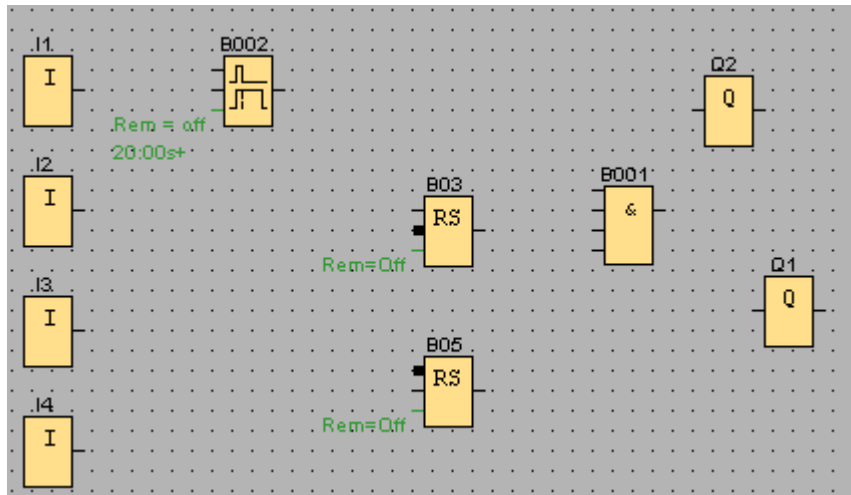 I1
I
B002
Rem = off
20:00s+
Q2
Q
I2
I
B03
RS
Rem=Off
B001
&
Q1
Q
I3
I
B05
RS
Rem=Off
I4
I